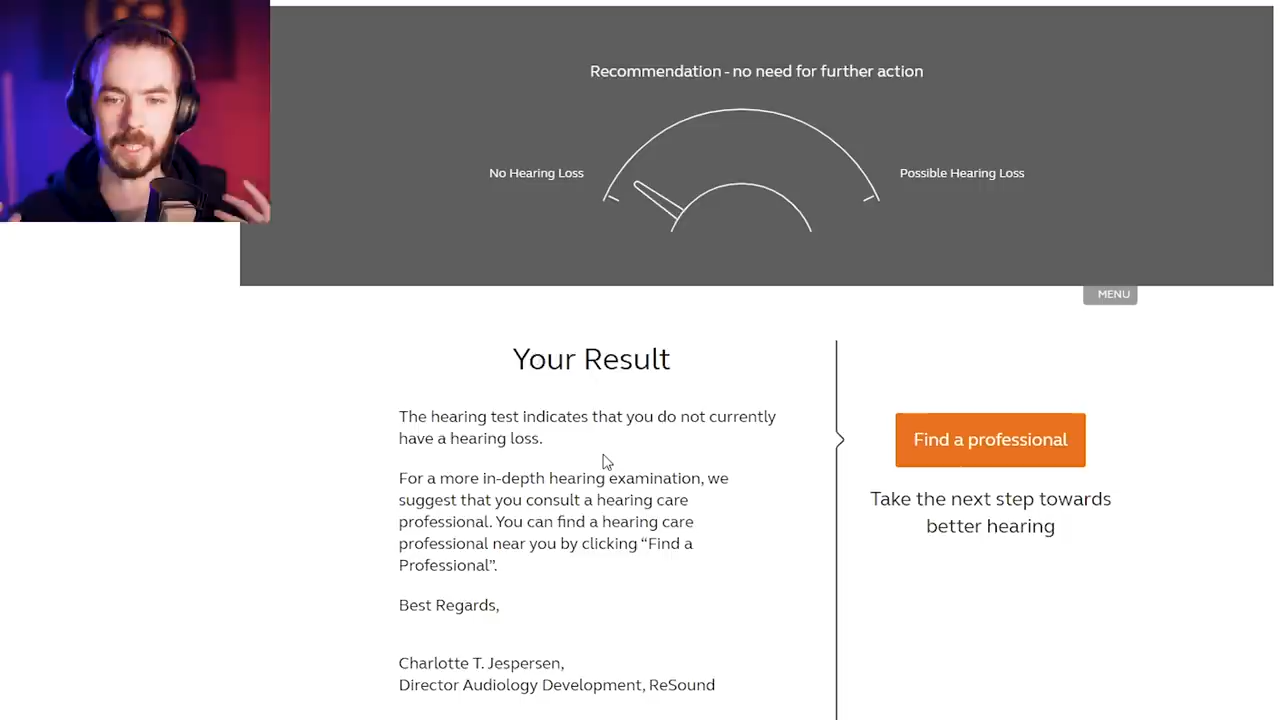 Recommendation - no need for further action
No Hearing Loss
Possible Hearing Loss
MENU
Your Result
The hearing test indicates that you do not currently
have a hearing loss.
For a more in-depth hearing examination, we
suggest that you consult a hearing care
professional. You can find a hearing care
professional near you by clicking “Find a
Professional”.
Best Regards,
Charlotte T. Jespersen,
Director Audiology Development, ReSound
Find a professional
Take the next step towards
better hearing